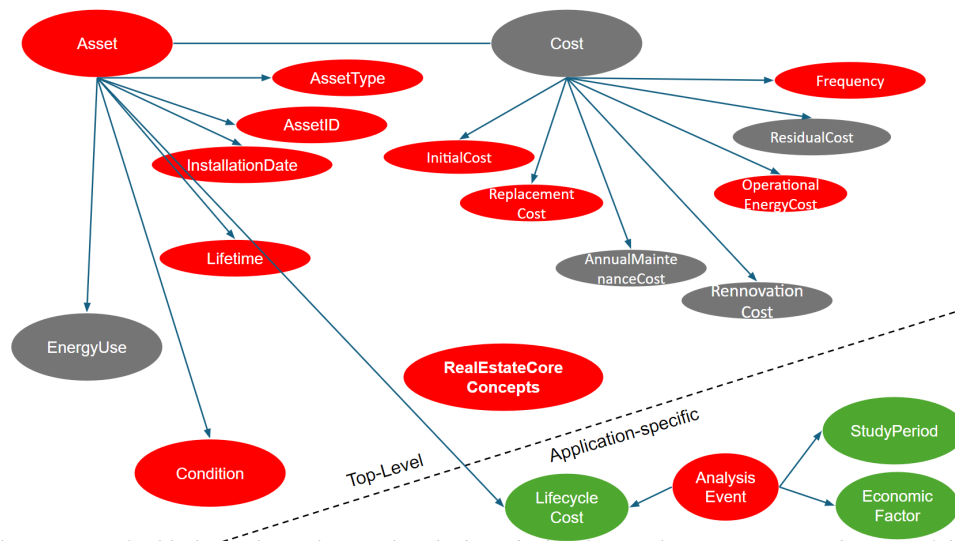 Asset
Cost
AssetType
Frequency
AssetID
ResidualCost
InitialCost
InstallationDate
Operational
EnergyCost
Replacement
Cost
Lifetime
AnnualMainte
nanceCost
Rennovation
Cost
EnergyUse
RealEstateCore
Concepts
Application-specific
StudyPeriod
Top-Level
Condition
Analysis
Event
Lifecycle
Cost
Economic
Factor